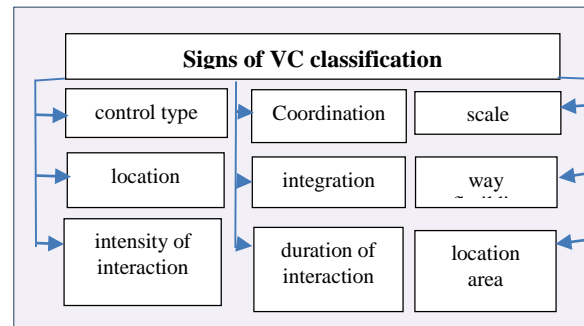 Signs of VC classification
control type
Coordination
scale
location
integration
way
intensity of
interaction
duration of
interaction
location
area